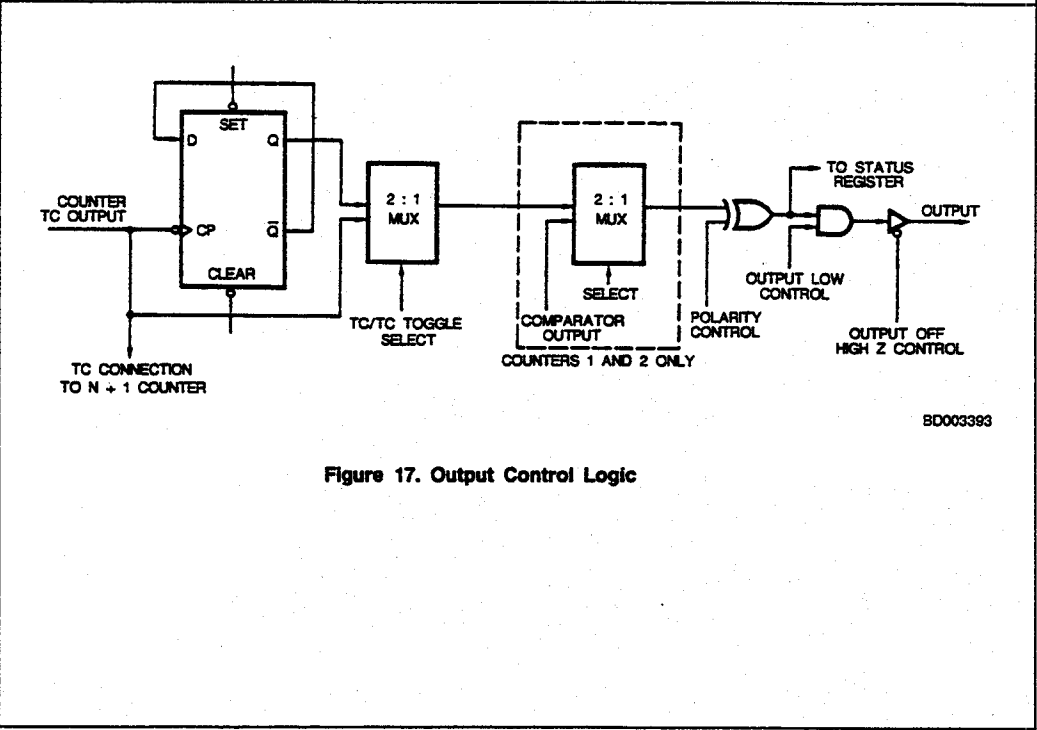 SET
D
Q
COUNTER
TC OUTPUT
CP
Q
CLEAR
TC CONNECTION
TO N + 1 COUNTER
2 : 1
MUX
TC/TC TOGGLE
SELECT
2 : 1
MUX
SELECT
COMPARATOR
OUTPUT
COUNTERS 1 AND 2 ONLY
POLARITY
CONTROL
TO STATUS
REGISTER
OUTPUT LOW
CONTROL
OUTPUT
OUTPUT OFF
HIGH Z CONTROL
BD003393
Figure 17. Output Control Logic